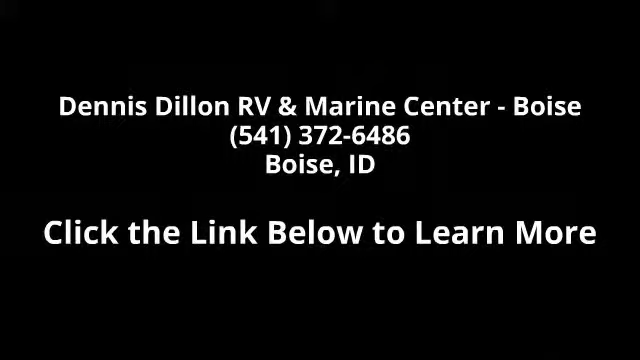 Dennis Dillon RV & Marine Center - Boise
(541) 372-6486
Boise, ID
Click the Link Below to Learn More